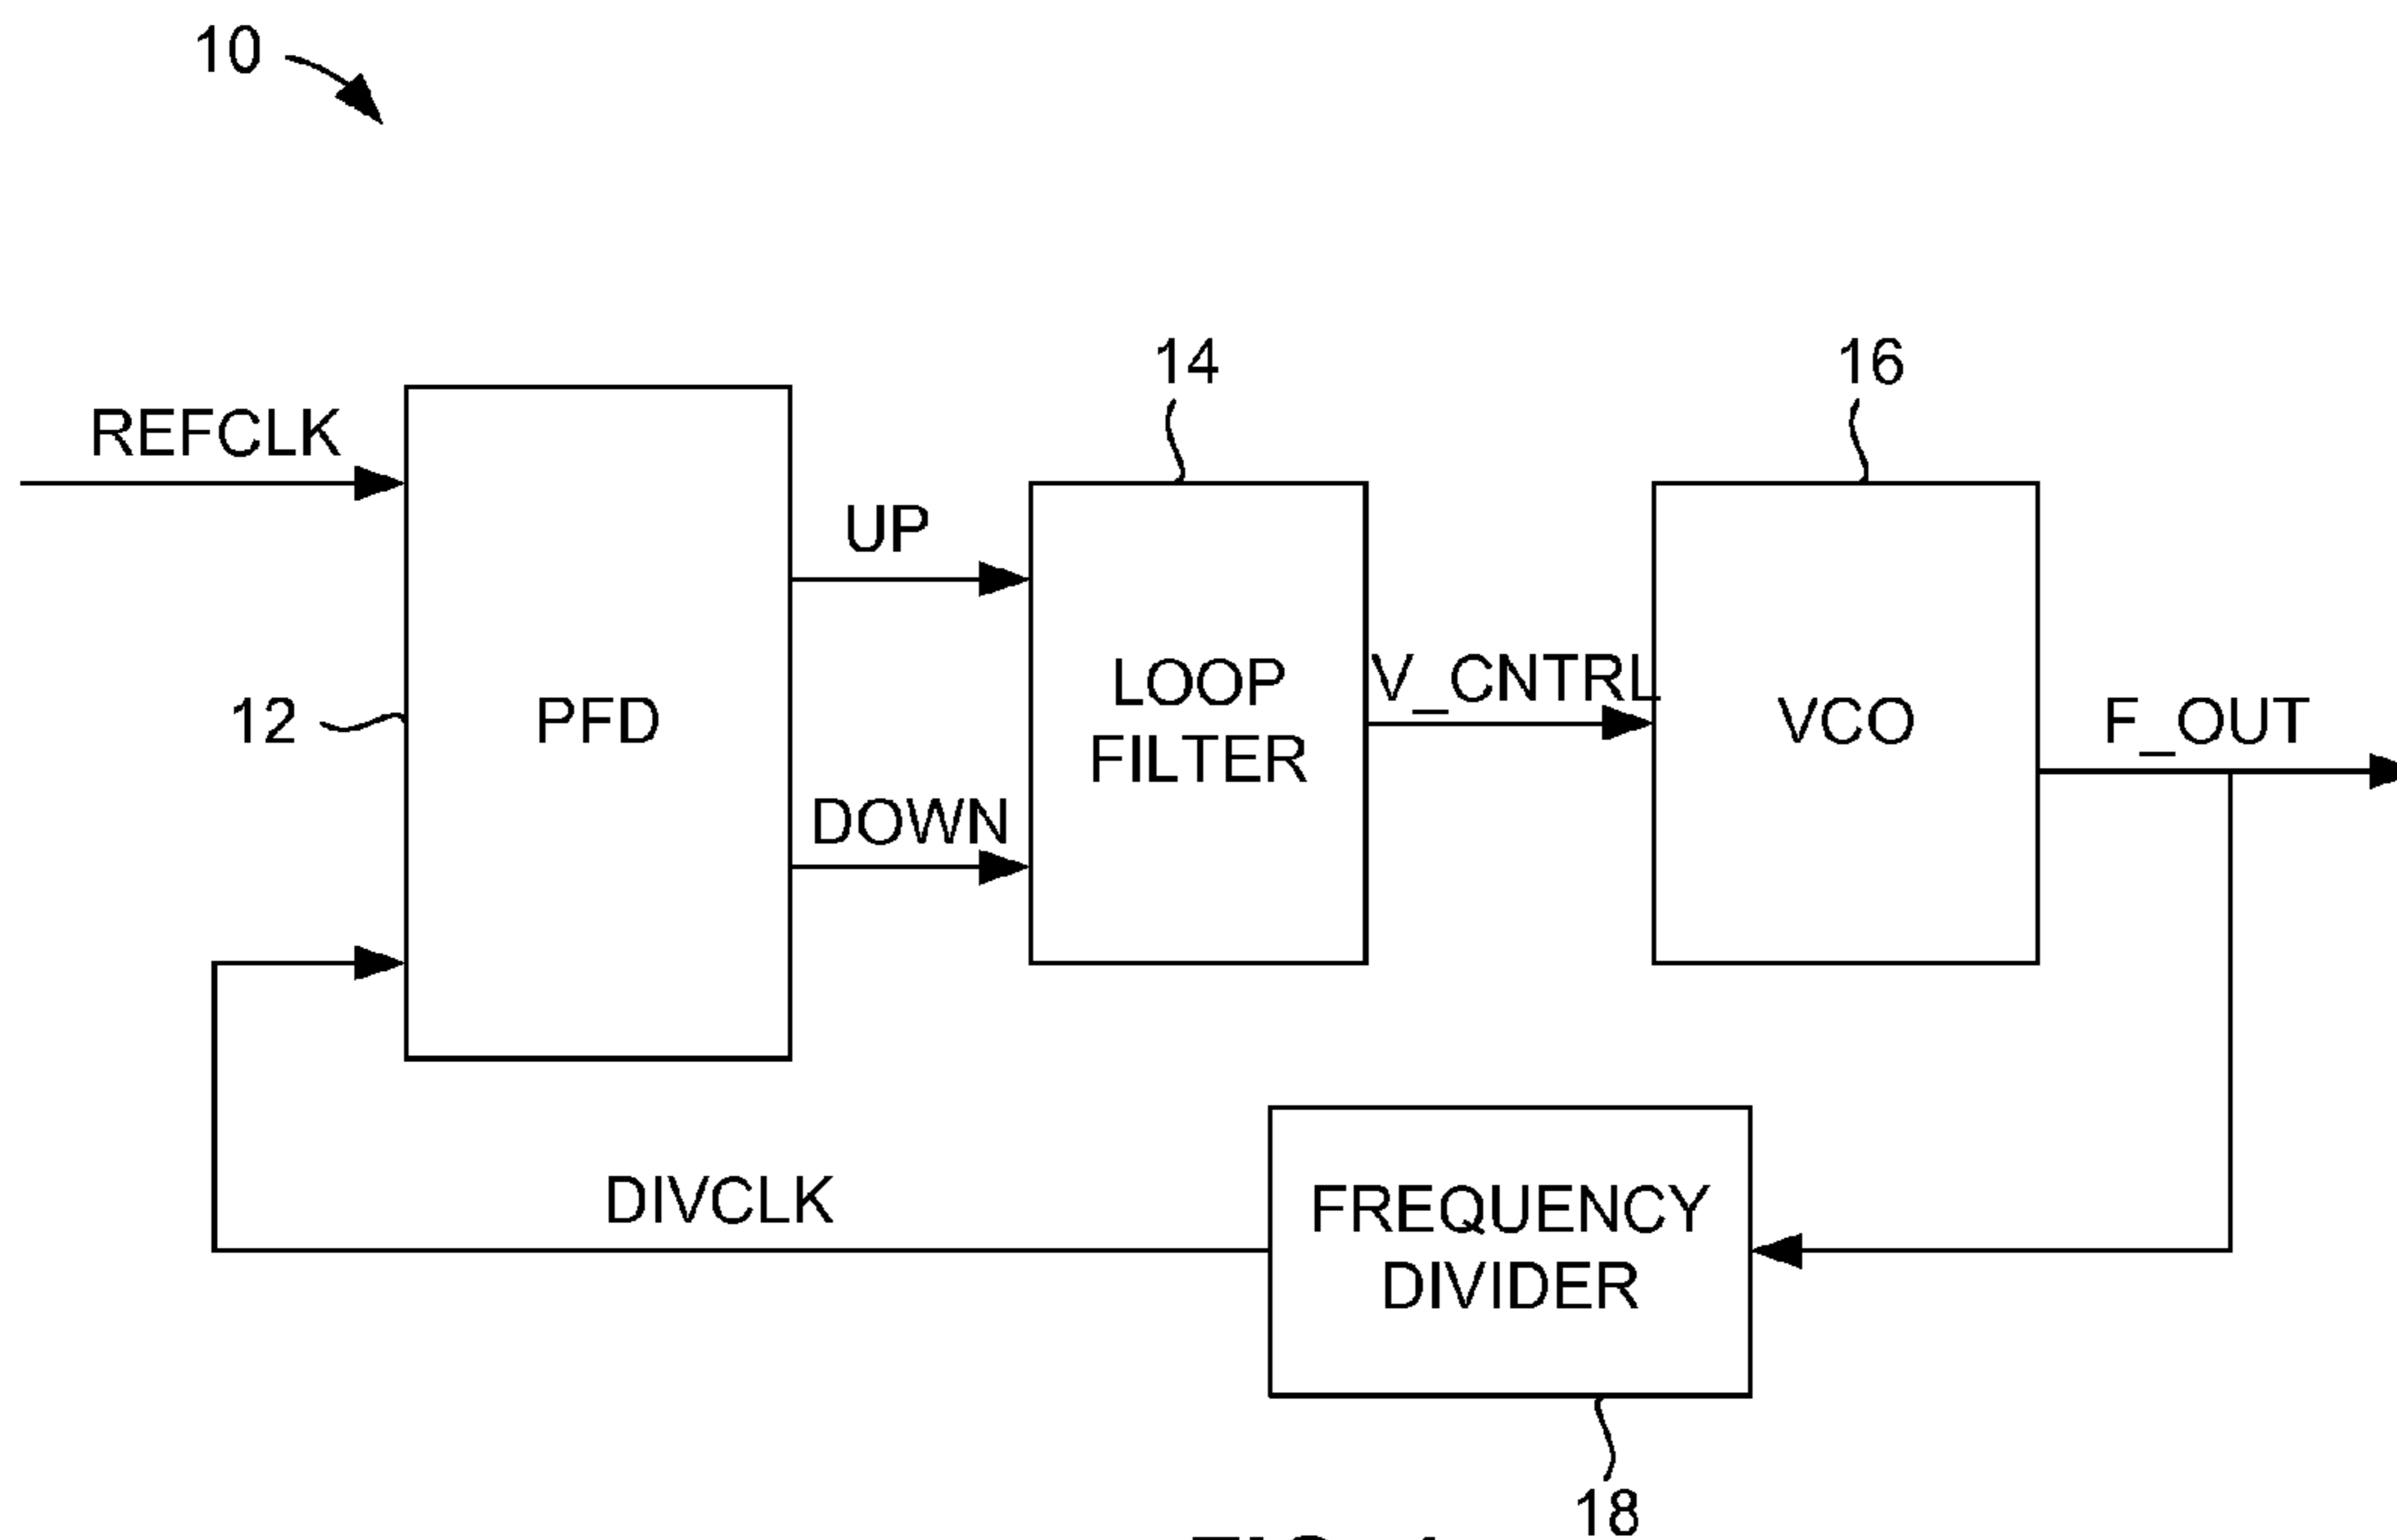 10
14
16
REFCLK
UP
LOOP
FILTER
V_CNTRL
12
PFD
VCO
F_OUT
DOWN
DIVCLK
FREQUENCY
DIVIDER
18